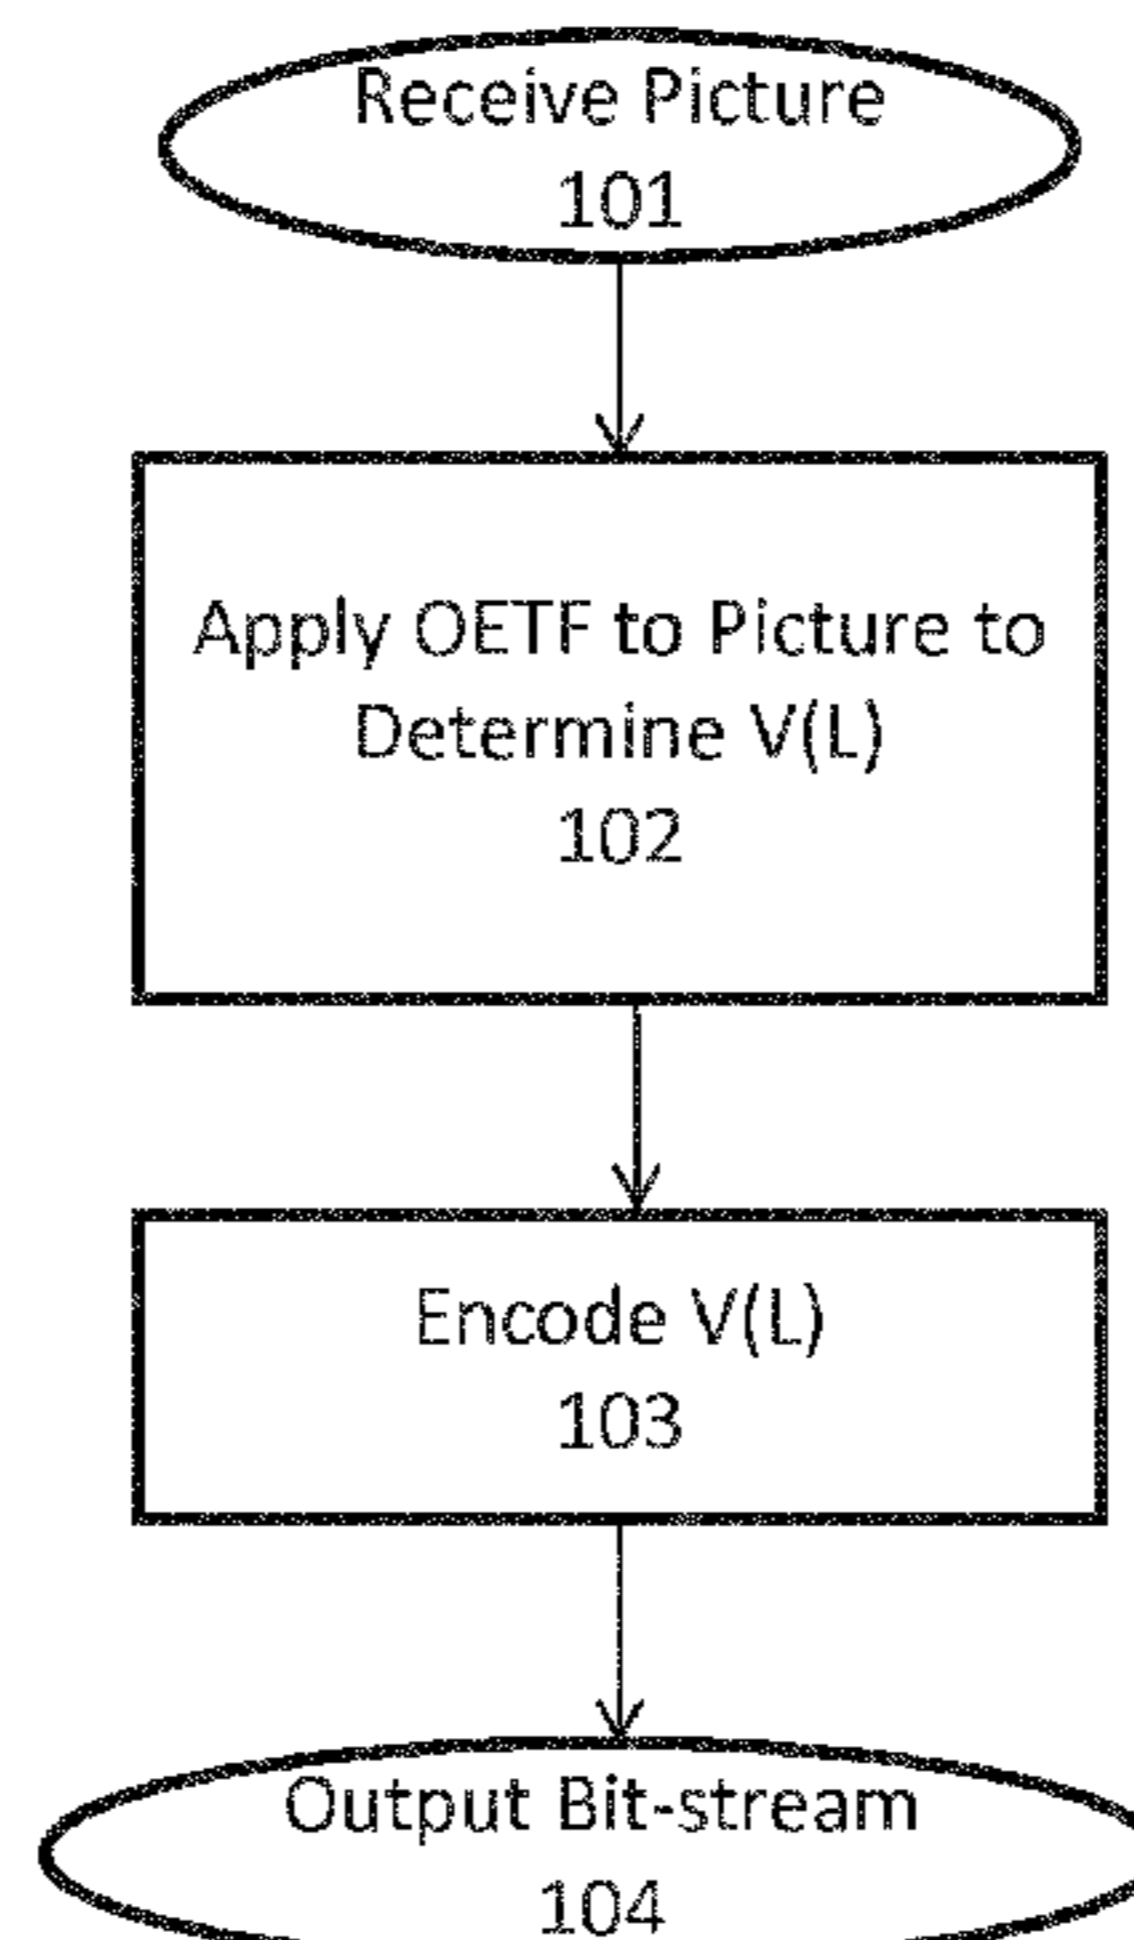 Receive Picture
101
Apply OETF to Picture to
Determine V(L)
102
Encode V(L)
103
Output Bit-stream
104